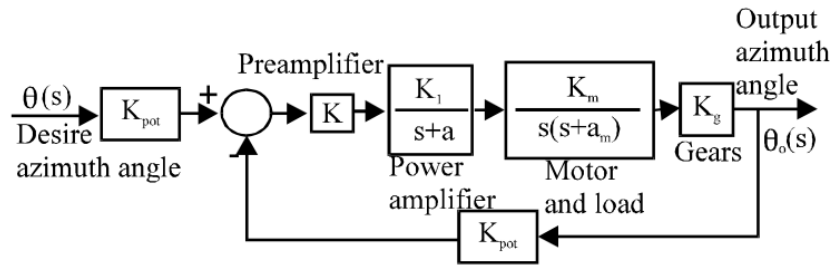 θ(s)
Desire
azimuth angle
K_pot
+
-
Preamplifier
K
K_1
s+a
Power
amplifier
K_m
s(s+a_m)
Motor
and load
K_g
Gears
Output
azimuth
angle
θ_o(s)
K_pot